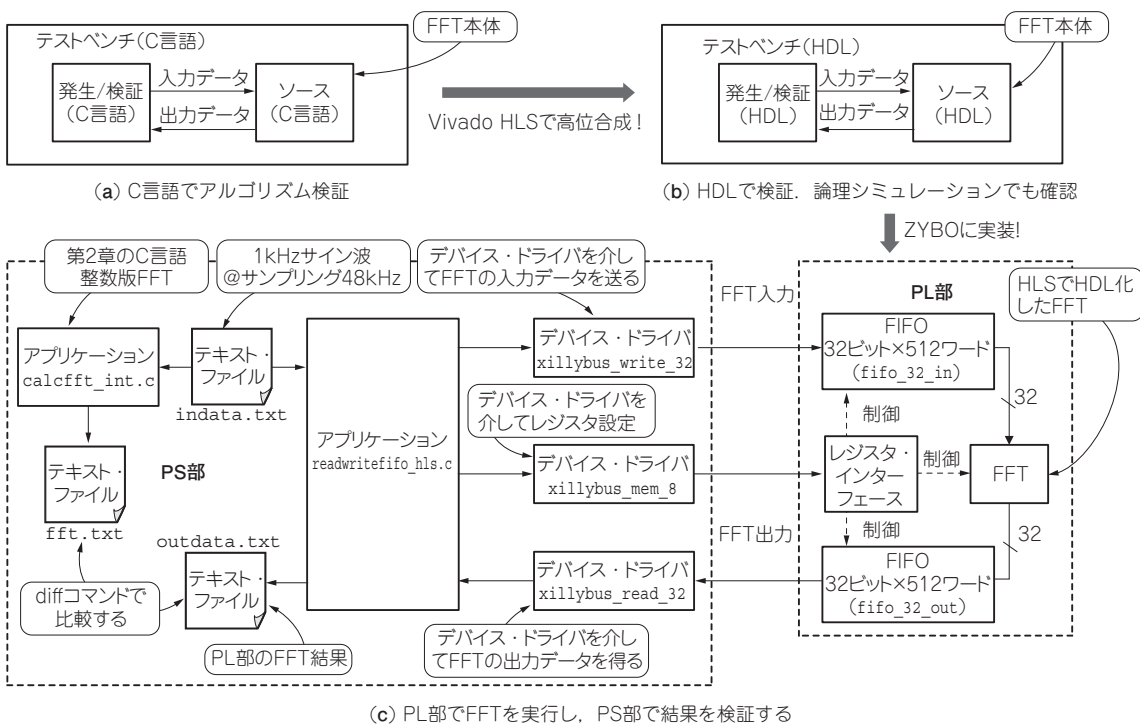 FFT本体
テストベンチ(C言語)
発生/検証
(C言語)
入力データ
出力データ
ソース
(C言語)
(a) C言語でアルゴリズム検証
Vivado HLSで高位合成！
FFT本体
テストベンチ(HDL)
発生/検証
(HDL)
入力データ
出力データ
ソース
(HDL)
(b) HDLで検証．論理シミュレーションでも確認
ZYBOに実装!
第2章のC言語
整数版FFT
1kHzサイン波
@サンプリング48kHz
デバイス・ドライバを介し
てFFTの入力データを送る
アプリケーション
calcfft_int.c
テキスト・
ファイル
indata.txt
テキスト・
ファイル
fft.txt
PS部
outdata.txt
テキスト・
ファイル
diffコマンドで
比較する
PL部のFFT結果
アプリケーション
readwritefifo_hls.c
デバイス・ドライバ
xillybus_write_32
デバイス・ドライバを
介してレジスタ設定
デバイス・ドライバ
xillybus_mem_8
デバイス・ドライバ
xillybus_read_32
デバイス・ドライバを介し
てFFTの出力データを得る
FFT入力
FFT出力
PL部
HLSでHDL化
したFFT
FIFO
32ビット×512ワード
(fifo_32_in)
32
制御
レジスタ・
インター
フェース
制御
FFT
制御
32
FIFO
32ビット×512ワード
(fifo_32_out)
(c) PL部でFFTを実行し，PS部で結果を検証する